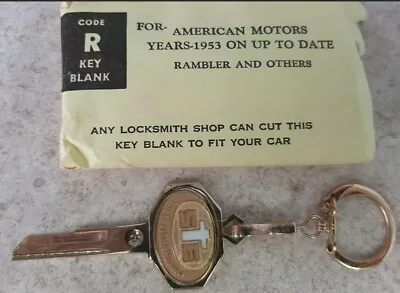 CODE
R
KEY
BLANK
FOR- AMERICAN MOTORS
YEARS-1953 ON UP TO DATE
RAMBLER AND OTHERS
ANY LOCKSMITH SHOP CAN CUT THIS
KEY BLANK TO FIT YOUR CAR